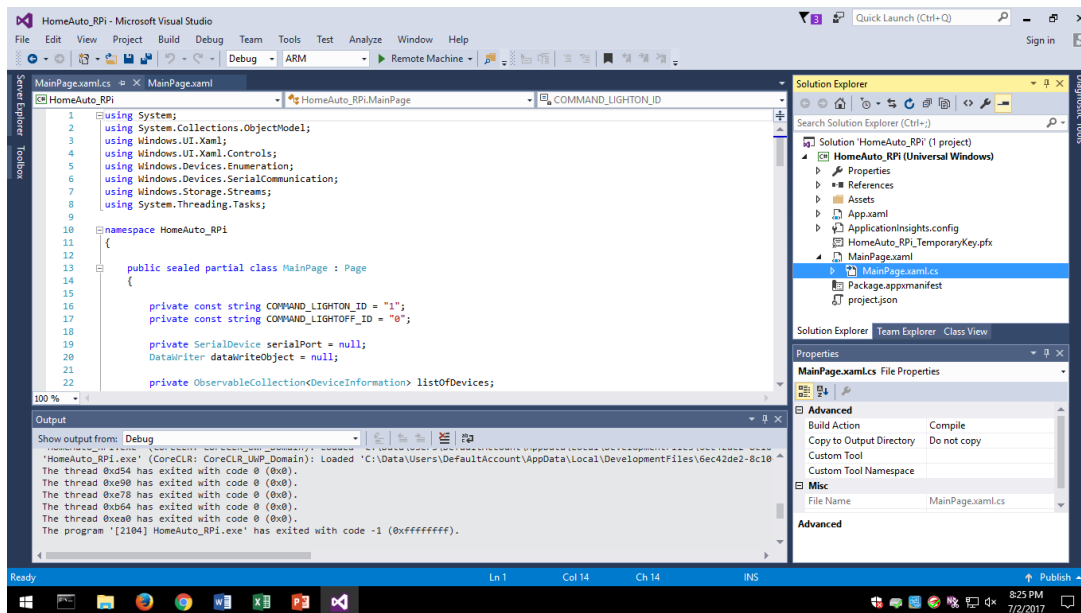 HomeAuto_RPi - Microsoft Visual Studio
3
Quick Launch (Ctrl+Q)
File Edit View Project Build Debug Team Tools Test Analyze Window Help
Sign in
Debug ARM Remote Machine
Server Explorer
Toolbox
Diagnostic Tools
MainPage.xaml.cs MainPage.xaml
HomeAuto_RPi HomeAuto_RPi.MainPage COMMAND_LIGHTON_ID
1 using System;
2 using System.Collections.ObjectModel;
3 using Windows.UI.Xaml;
4 using Windows.UI.Xaml.Controls;
5 using Windows.Devices.Enumeration;
6 using Windows.Devices.SerialCommunication;
7 using Windows.Storage.Streams;
8 using System.Threading.Tasks;
9
10 namespace HomeAuto_RPi
11 {
12
13 public sealed partial class MainPage : Page
14 {
15
16 private const string COMMAND_LIGHTON_ID = "1";
17 private const string COMMAND_LIGHTOFF_ID = "0";
18
19 private SerialDevice serialPort = null;
20 DataWriter dataWriteObject = null;
21
22 private ObservableCollection<DeviceInformation> listOfDevices;
100 %
Output
Show output from: Debug
'HomeAuto_RPi.exe' (CoreCLR: CoreCLR_UWP_Domain): Loaded 'C:\Data\Users\DefaultAccount\AppData\Local\DevelopmentFiles\6ec42de2-8c10
The thread 0xd54 has exited with code 0 (0x0).
The thread 0xe90 has exited with code 0 (0x0).
The thread 0xe78 has exited with code 0 (0x0).
The thread 0xb64 has exited with code 0 (0x0).
The thread 0xea0 has exited with code 0 (0x0).
The program '[2104] HomeAuto_RPi.exe' has exited with code -1 (0xffffffff).
Solution Explorer
Search Solution Explorer (Ctrl+;)
Solution 'HomeAuto_RPi' (1 project)
HomeAuto_RPi (Universal Windows)
Properties
References
Assets
App.xaml
ApplicationInsights.config
HomeAuto_RPi_TemporaryKey.pfx
MainPage.xaml
MainPage.xaml.cs
Package.appxmanifest
project.json
Solution Explorer Team Explorer Class View
Properties
MainPage.xaml.cs File Properties
Advanced
Build Action Compile
Copy to Output Directory Do not copy
Custom Tool
Custom Tool Namespace
Misc
File Name MainPage.xaml.cs
Advanced
Ready Ln 1 Col 14 Ch 14 INS Publish
8:25 PM
7/2/2017